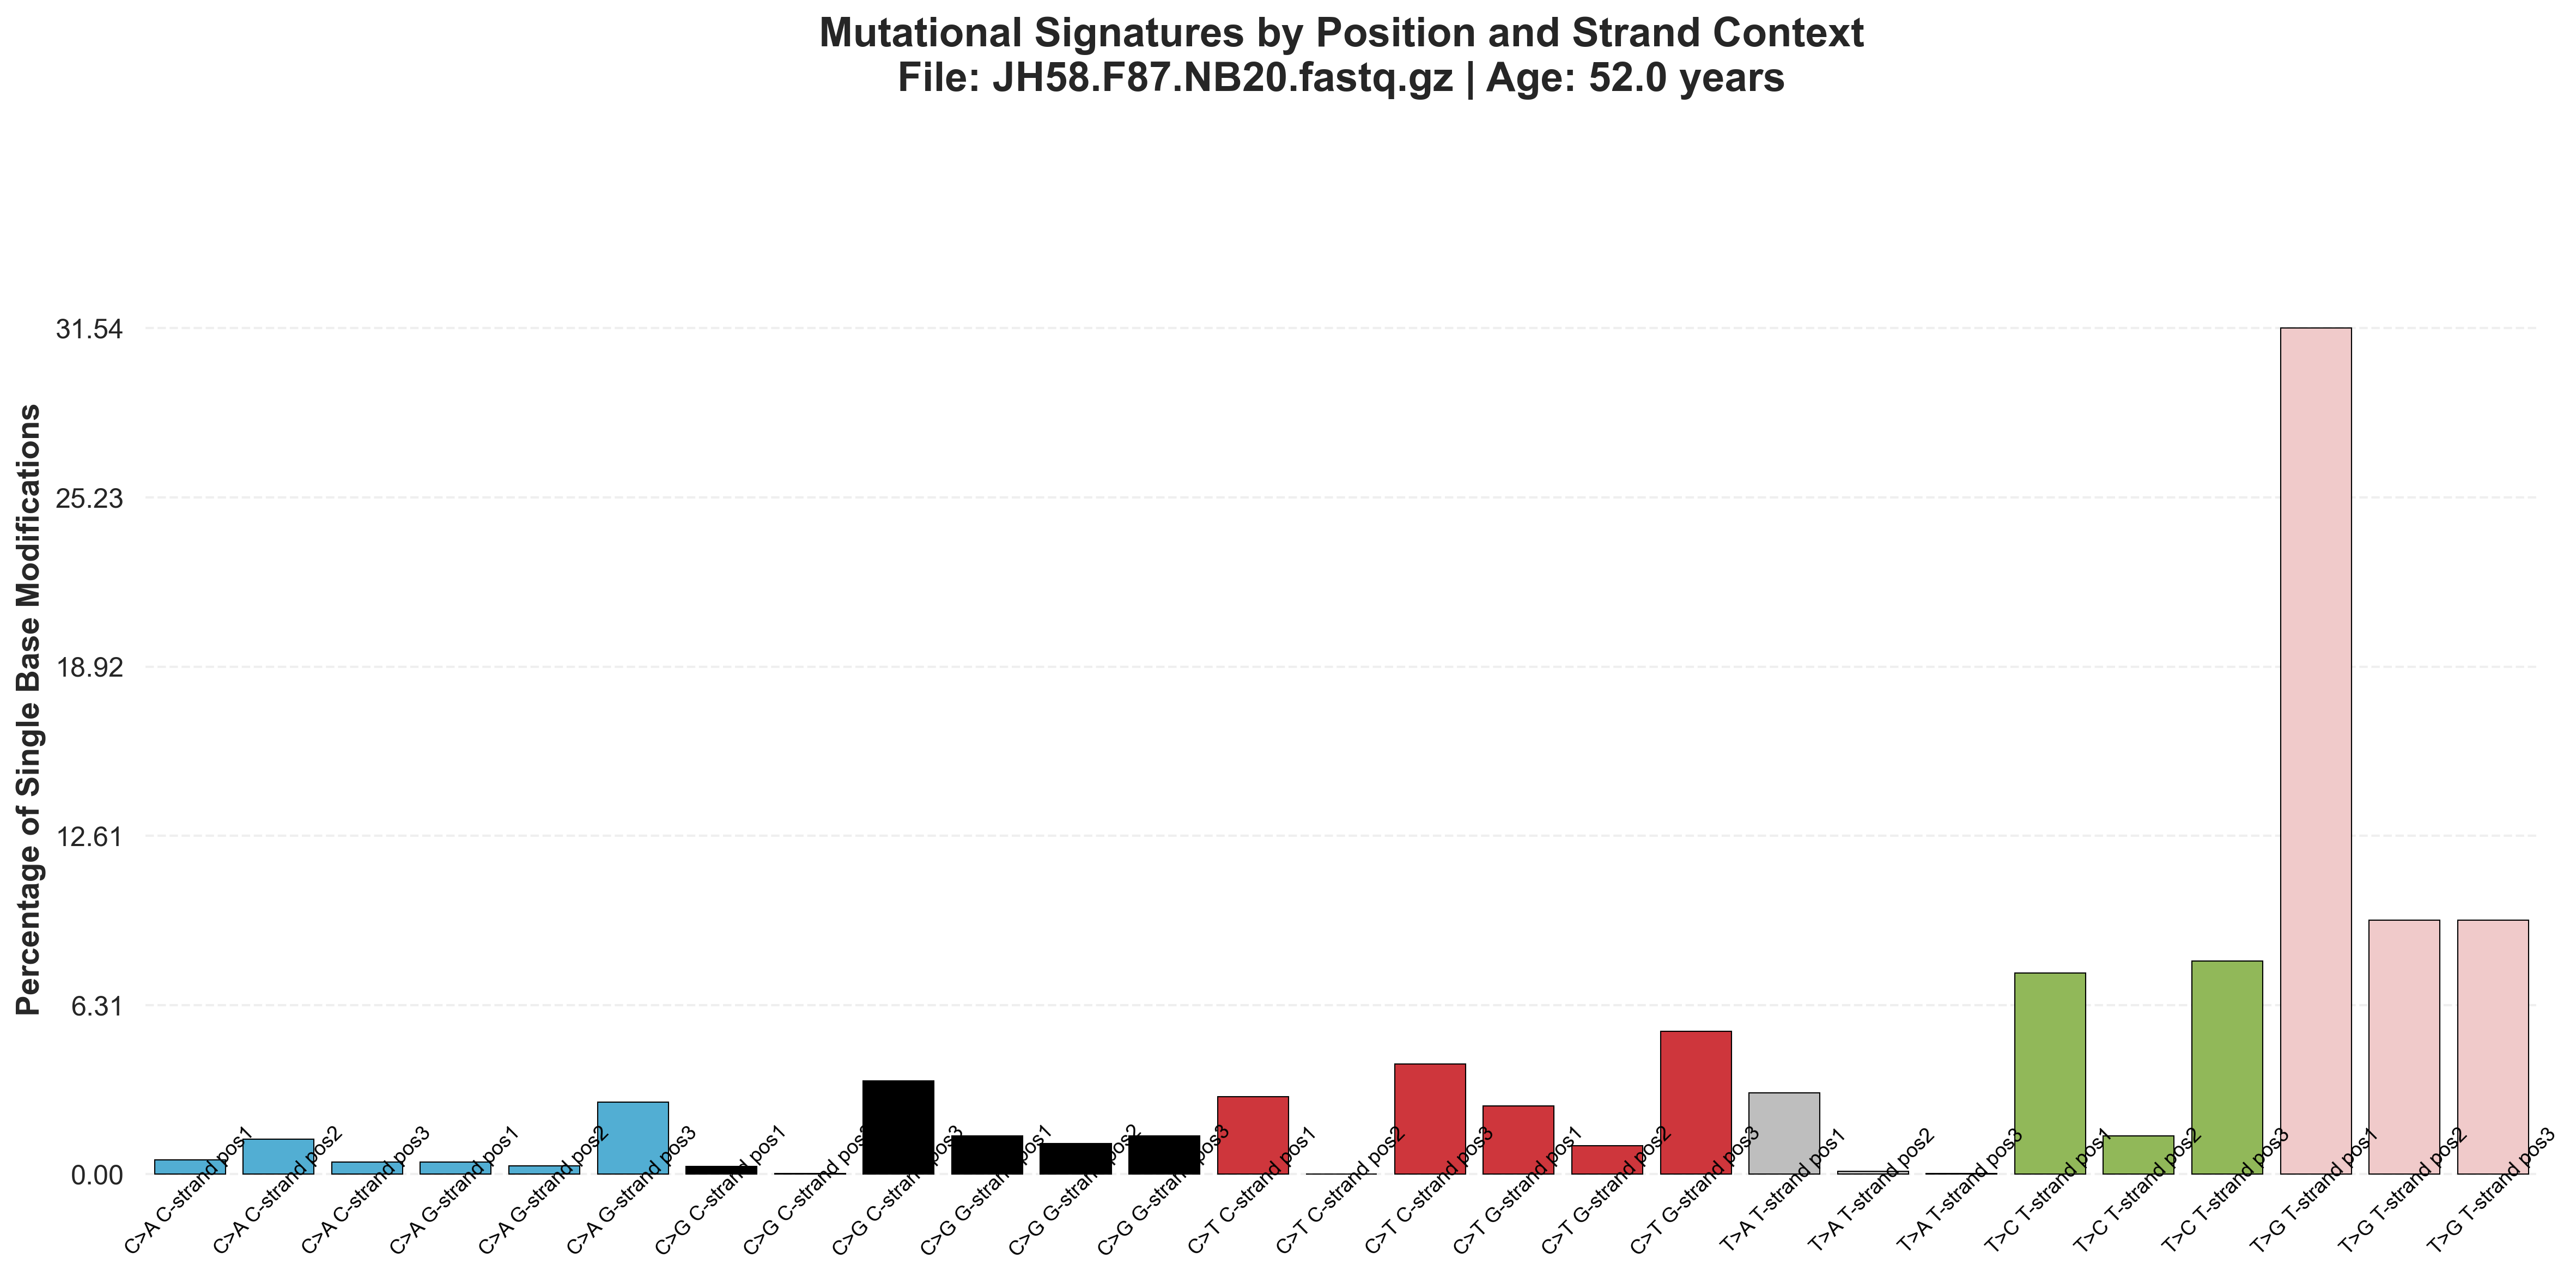 Mutational Signatures by Position and Strand Context
File: JH58.F87.NB20.fastq.gz | Age: 52.0 years
Percentage of Single Base Modifications
31.54
25.23
18.92
12.61
6.31
0.00
C>A C-strand pos1
C>A C-strand pos2
C>A C-strand pos3
C>A G-strand pos1
C>A G-strand pos2
C>A G-strand pos3
C>G C-strand pos1
C>G C-strand pos2
C>G C-strand pos3
C>G G-strand pos1
C>G G-strand pos2
C>G G-strand pos3
C>T C-strand pos1
C>T C-strand pos2
C>T C-strand pos3
C>T G-strand pos1
C>T G-strand pos2
C>T G-strand pos3
T>A T-strand pos1
T>A T-strand pos2
T>A T-strand pos3
T>C T-strand pos1
T>C T-strand pos2
T>C T-strand pos3
T>G T-strand pos1
T>G T-strand pos2
T>G T-strand pos3